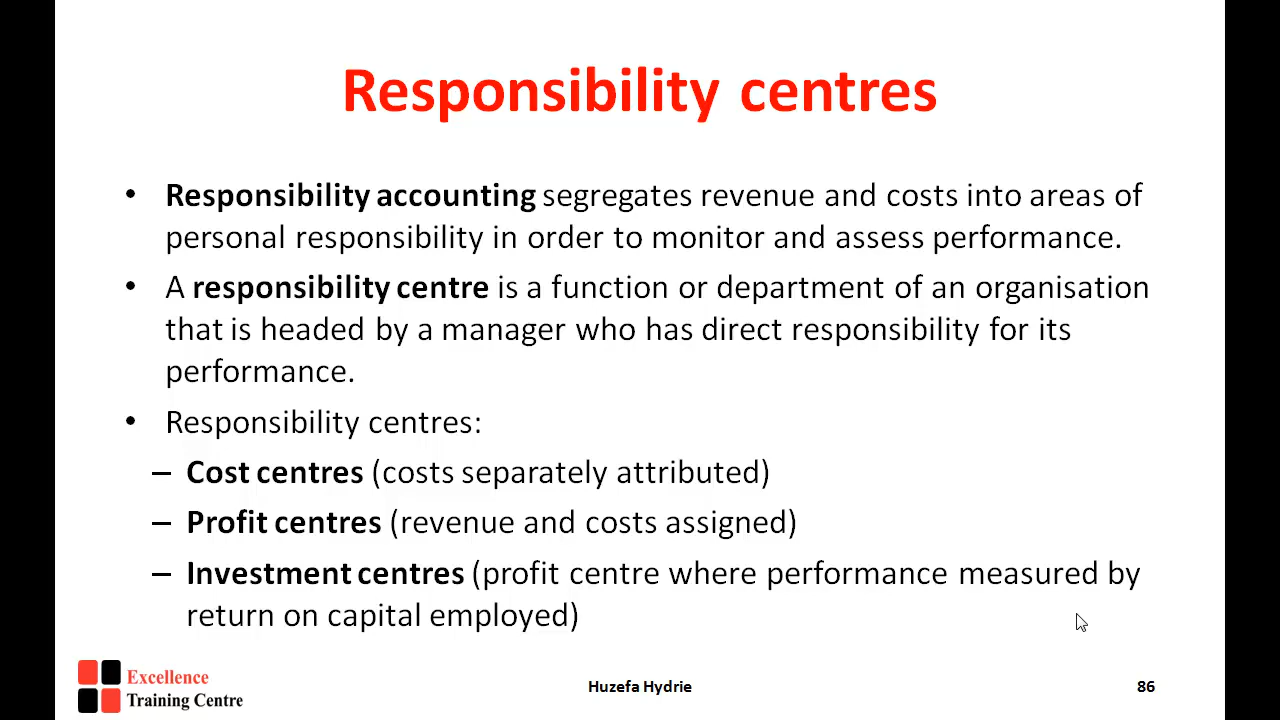 Responsibility centres
• Responsibility accounting segregates revenue and costs into areas of
personal responsibility in order to monitor and assess performance.
• A responsibility centre is a function or department of an organisation
that is headed by a manager who has direct responsibility for its
performance.
• Responsibility centres:
– Cost centres (costs separately attributed)
– Profit centres (revenue and costs assigned)
– Investment centres (profit centre where performance measured by
return on capital employed)
Excellence
Training Centre
Huzefa Hydrie
86